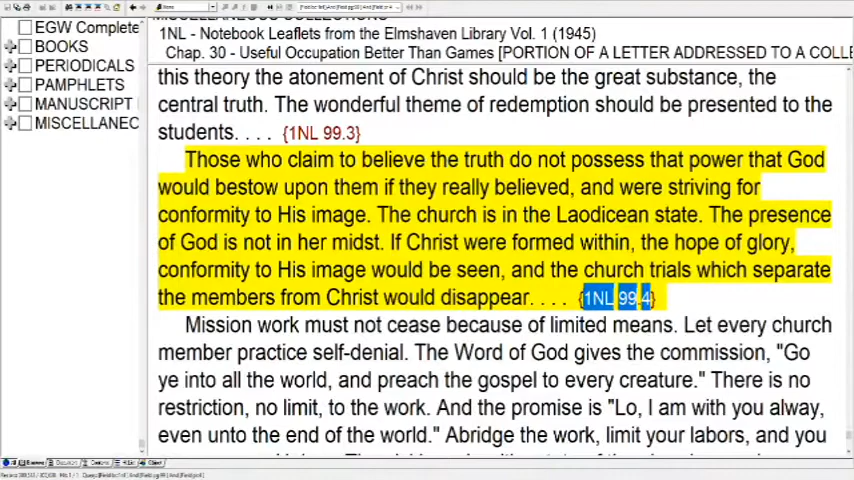 EGW Complete
BOOKS
PERIODICALS
PAMPHLETS
MANUSCRIPT
MISCELLANEC
MISCELLANEOUS COLLECTIONS
1NL - Notebook Leaflets from the Elmshaven Library Vol. 1 (1945)
Chap. 30 - Useful Occupation Better Than Games [PORTION OF A LETTER ADDRESSED TO A COLLE
this theory the atonement of Christ should be the great substance, the
central truth. The wonderful theme of redemption should be presented to the
students. . . . {1NL 99.3}
Those who claim to believe the truth do not possess that power that God
would bestow upon them if they really believed, and were striving for
conformity to His image. The church is in the Laodicean state. The presence
of God is not in her midst. If Christ were formed within, the hope of glory,
conformity to His image would be seen, and the church trials which separate
the members from Christ would disappear. . . . {1NL 99.4}
Mission work must not cease because of limited means. Let every church
member practice self-denial. The Word of God gives the commission, "Go
ye into all the world, and preach the gospel to every creature." There is no
restriction, no limit, to the work. And the promise is "Lo, I am with you alway,
even unto the end of the world." Abridge the work, limit your labors, and you